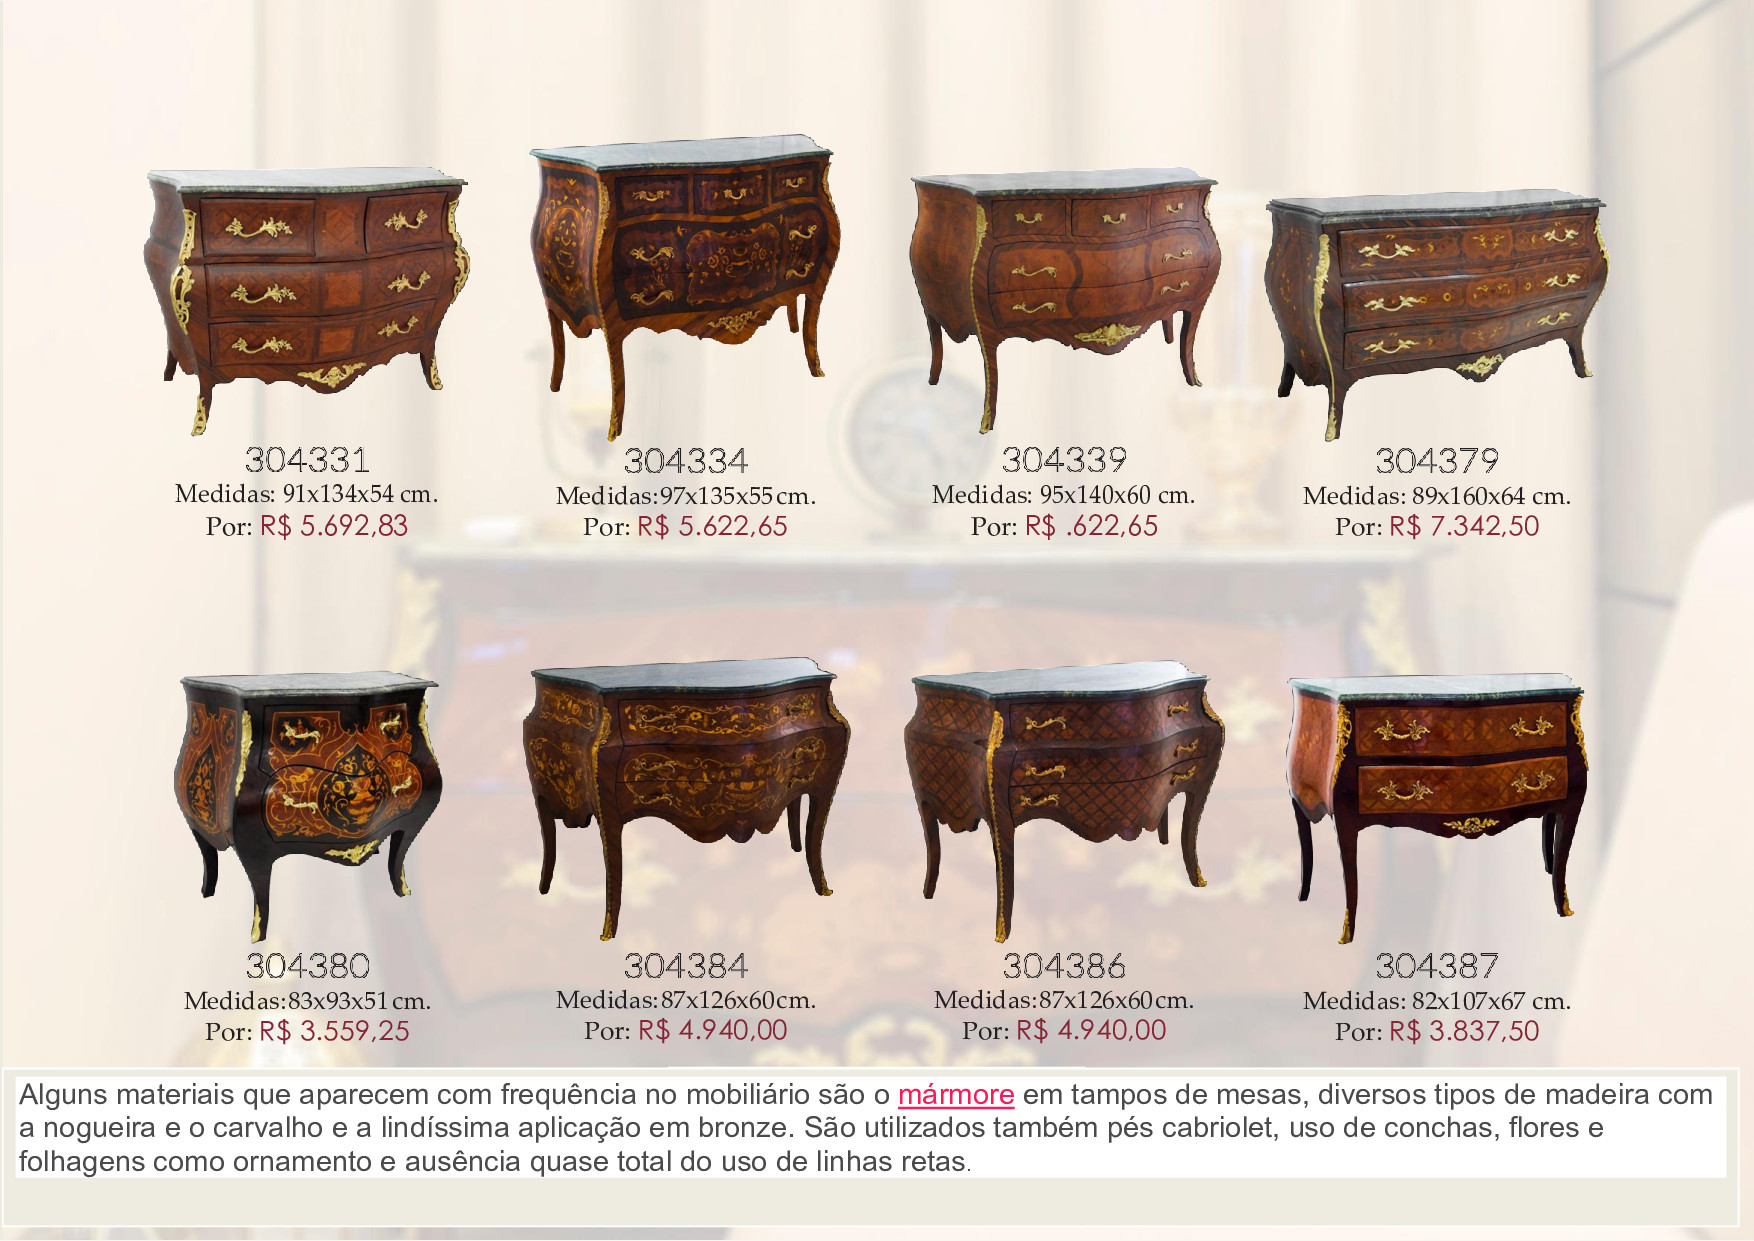 304331
Medidas: 91x134x54 cm.
Por: R$ 5.692,83
304334
Medidas:97x135x55cm.
Por: R$ 5.622,65
304339
Medidas: 95x140x60 cm.
Por: R$ .622,65
304379
Medidas: 89x160x64 cm.
Por: R$ 7.342,50
304380
Medidas:83x93x51cm.
Por: R$ 3.559,25
304384
Medidas:87x126x60cm.
Por: R$ 4.940,00
304386
Medidas:87x126x60cm.
Por: R$ 4.940,00
304387
Medidas: 82x107x67 cm.
Por: R$ 3.837,50
Alguns materiais que aparecem com frequência no mobiliário são o mármore em tampos de mesas, diversos tipos de madeira com
a nogueira e o carvalho e a lindíssima aplicação em bronze. São utilizados também pés cabriolet, uso de conchas, flores e
folhagens como ornamento e ausência quase total do uso de linhas retas.